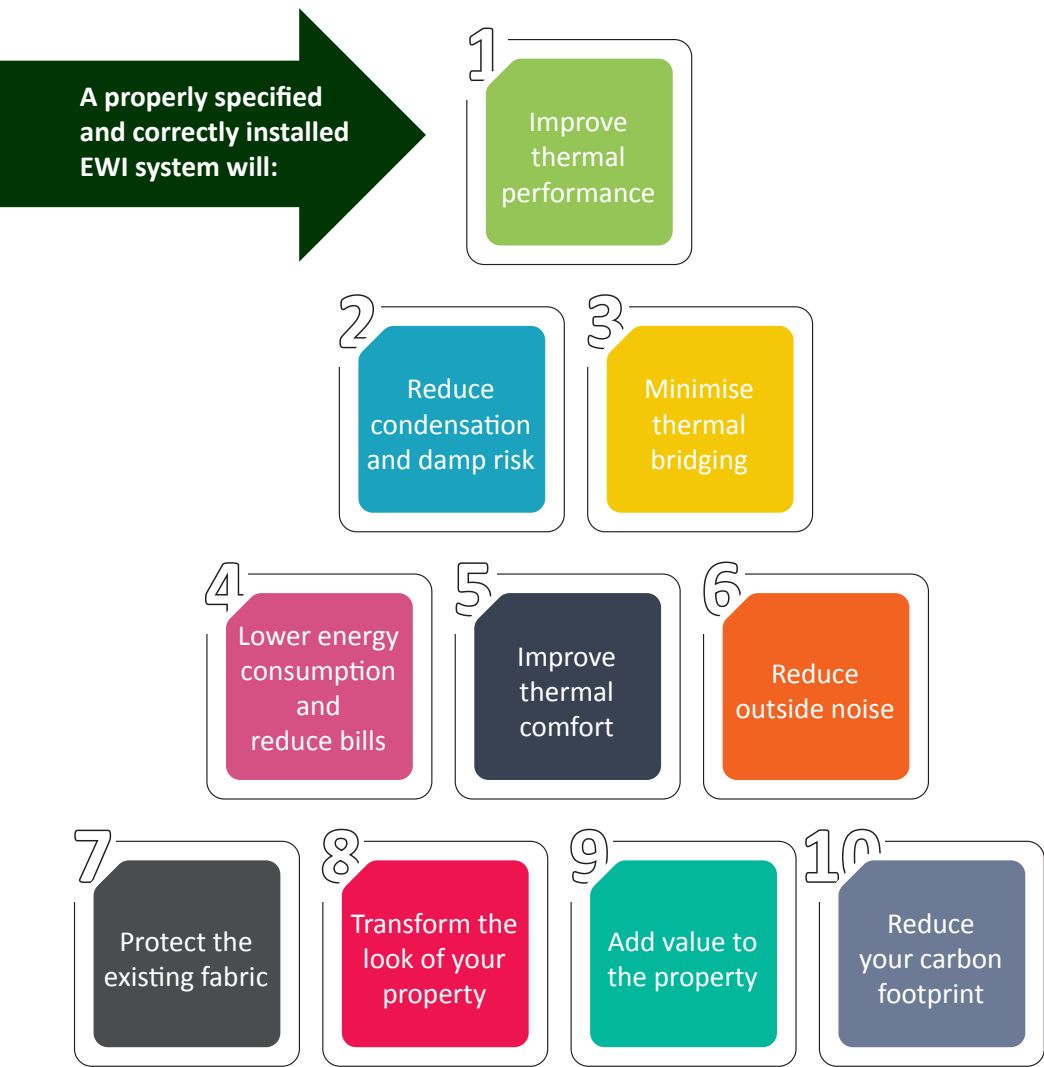 A properly specified
and correctly installed
EWI system will:
1
Improve
thermal
performance
2
Reduce
condensation
and damp risk
3
Minimise
thermal
bridging
4
Lower energy
consumption
and
reduce bills
5
Improve
thermal
comfort
6
Reduce
outside noise
7
Protect the
existing fabric
8
Transform the
look of your
property
9
Add value to
the property
10
Reduce
your carbon
footprint